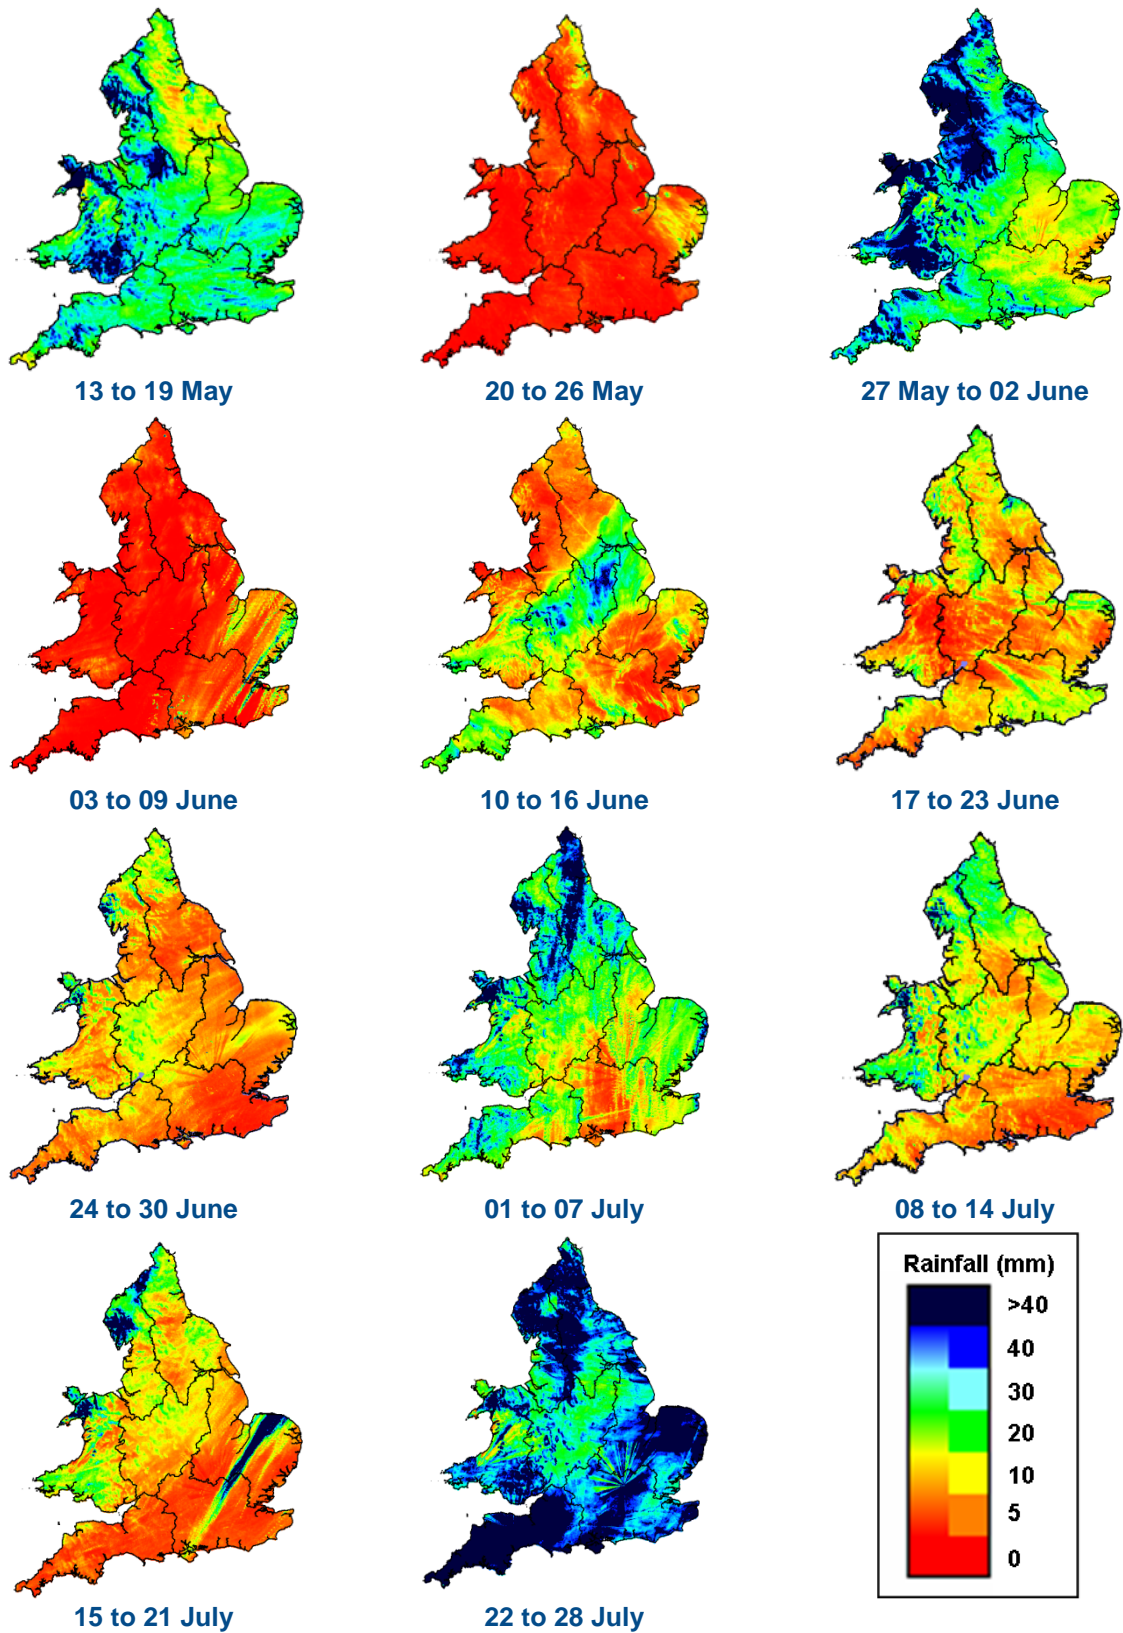 13 to 19 May
20 to 26 May
27 May to 02 June
03 to 09 June
10 to 16 June
17 to 23 June
24 to 30 June
01 to 07 July
08 to 14 July
Rainfall (mm)
>40
40
30
20
10
5
0
15 to 21 July
22 to 28 July